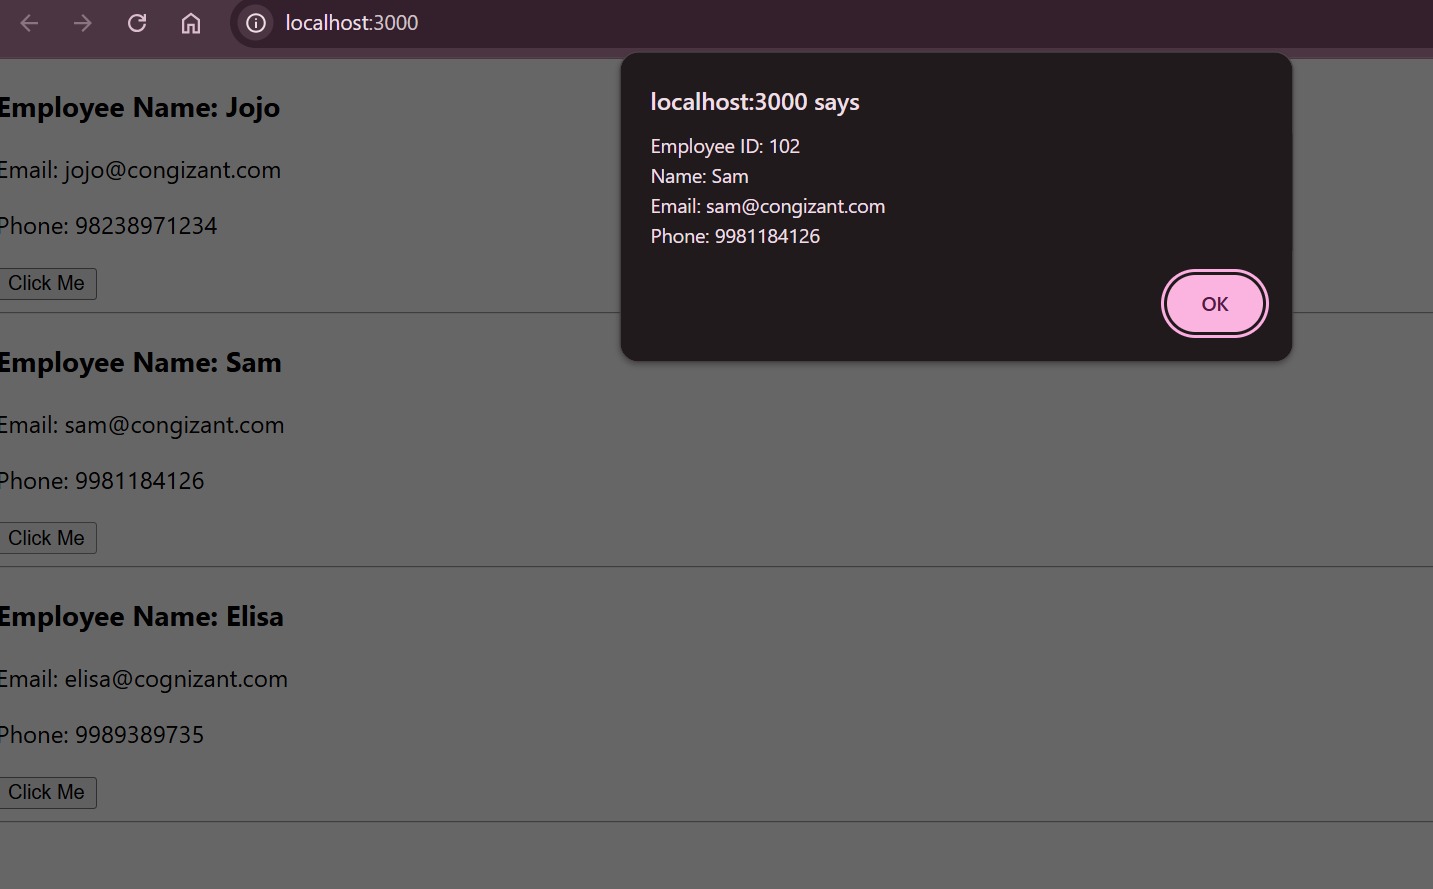 localhost:3000
localhost:3000 says
Employee ID: 102
Name: Sam
Email: sam@congizant.com
Phone: 9981184126
OK
Employee Name: Jojo
Email: jojo@congizant.com
Phone: 98238971234
Click Me
Employee Name: Sam
Email: sam@congizant.com
Phone: 9981184126
Click Me
Employee Name: Elisa
Email: elisa@cognizant.com
Phone: 9989389735
Click Me